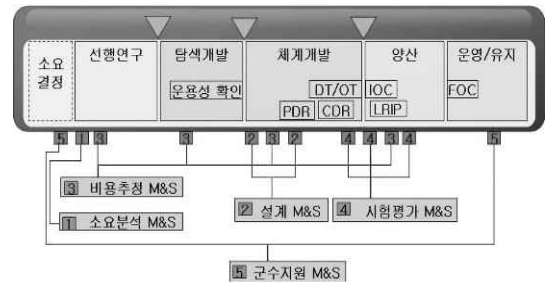 소요
결정
선행연구
탐색개발
체계개발
양산
운영/유지
운용성 확인
DT/OT
IOC
FOC
PDR
CDR
LRIP
5
1
3
3
2
3
2
4
4
3
4
5
3 비용추정 M&S
1 소요분석 M&S
2 설계 M&S
4 시험평가 M&S
5 군수지원 M&S